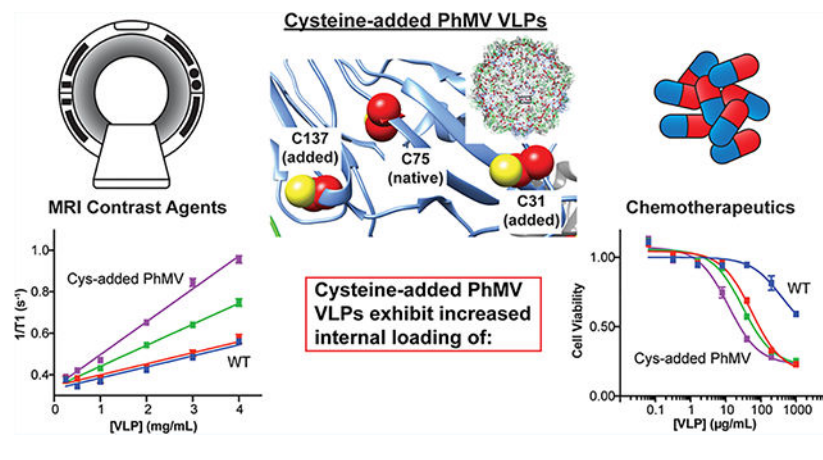 Cysteine-added PhMV VLPs
C137
(added)
C75
(native)
C31
(added)
MRI Contrast Agents
Chemotherapeutics
1.0
0.8
0.6
0.4
1/T1 (s⁻¹)
Cys-added PhMV
WT
0
1
2
3
4
[VLP] (mg/mL)
Cysteine-added PhMV
VLPs exhibit increased
internal loading of:
1.00
0.50
0.00
Cell Viability
WT
Cys-added PhMV
0.1
1
10
100
1000
[VLP] (µg/mL)